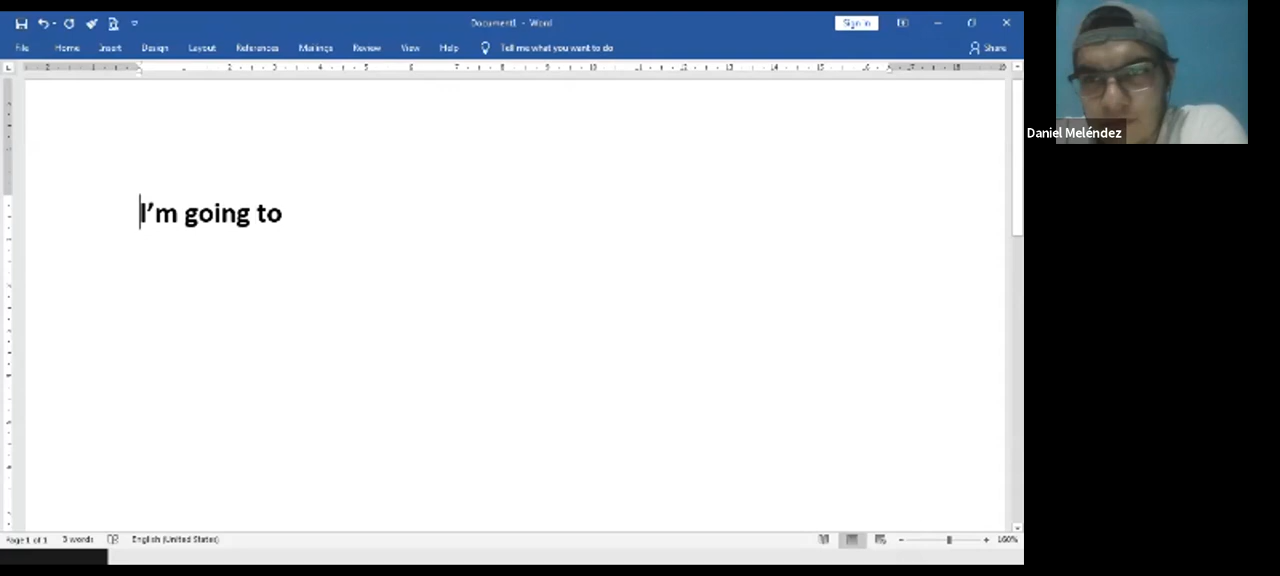 Document1 - Word
Sign in
File Home Insert Design Layout References Mailings Review View Help Tell me what you want to do Share
Daniel Meléndez
I'm going to
Page 1 of 1 3 words English (United States) 160%